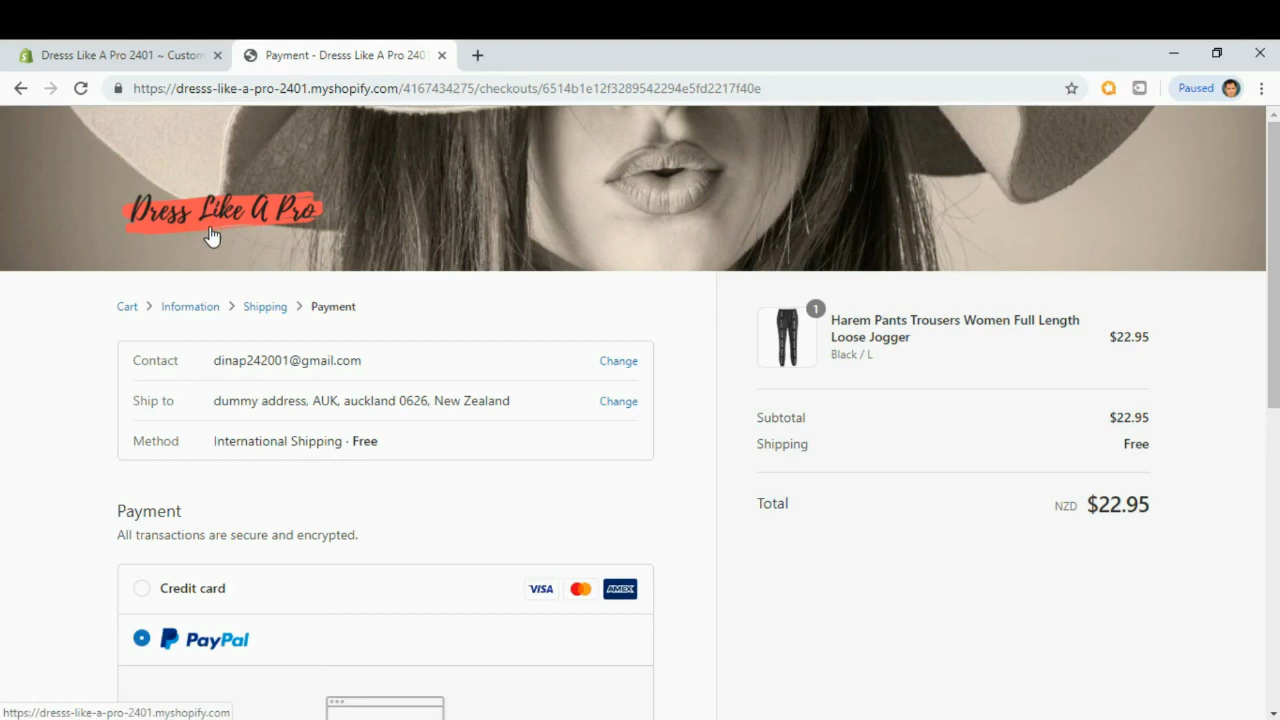 Dresss Like A Pro 2401 ~ Custom
Payment - Dresss Like A Pro 240
Paused
https://dresss-like-a-pro-2401.myshopify.com/4167434275/checkouts/6514b1e12f3289542294e5fd2217f40e
Dress Like A Pro
Cart > Information > Shipping > Payment
Contact dinap242001@gmail.com Change
Ship to dummy address, AUK, auckland 0626, New Zealand Change
Method International Shipping · Free
Payment
All transactions are secure and encrypted.
Credit card VISA AMEX
PayPal
1
Harem Pants Trousers Women Full Length
Loose Jogger $22.95
Black / L
Subtotal $22.95
Shipping Free
Total NZD $22.95
https://dresss-like-a-pro-2401.myshopify.com